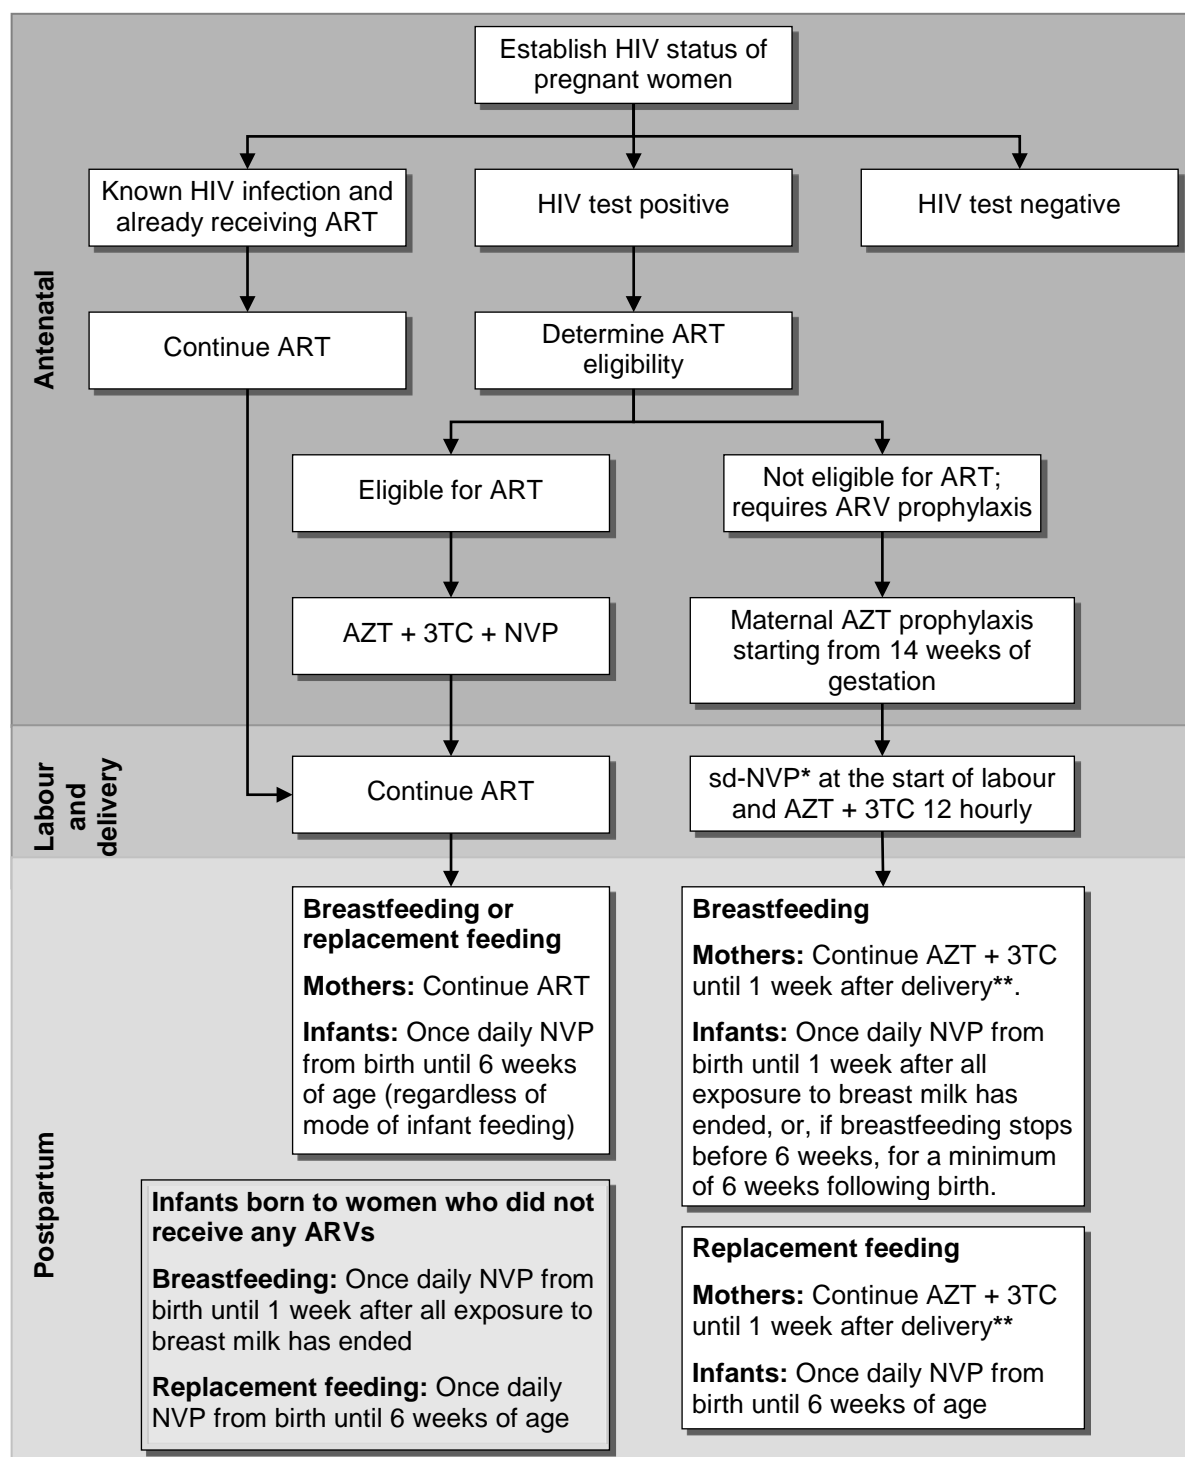 Establish HIV status of
pregnant women
Known HIV infection and
already receiving ART
HIV test positive
HIV test negative
Antenatal
Continue ART
Determine ART
eligibility
Eligible for ART
Not eligible for ART;
requires ARV prophylaxis
AZT + 3TC + NVP
Maternal AZT prophylaxis
starting from 14 weeks of
gestation
Labour
and
delivery
Continue ART
sd-NVP* at the start of labour
and AZT + 3TC 12 hourly
Postpartum
Breastfeeding or
replacement feeding
Mothers: Continue ART
Infants: Once daily NVP
from birth until 6 weeks
of age (regardless of
mode of infant feeding)
Breastfeeding
Mothers: Continue AZT + 3TC
until 1 week after delivery**.
Infants: Once daily NVP from
birth until 1 week after all
exposure to breast milk has
ended, or, if breastfeeding stops
before 6 weeks, for a minimum
of 6 weeks following birth.
Infants born to women who did not
receive any ARVs
Breastfeeding: Once daily NVP from
birth until 1 week after all exposure to
breast milk has ended
Replacement feeding: Once daily
NVP from birth until 6 weeks of age
Replacement feeding
Mothers: Continue AZT + 3TC
until 1 week after delivery**
Infants: Once daily NVP from
birth until 6 weeks of age